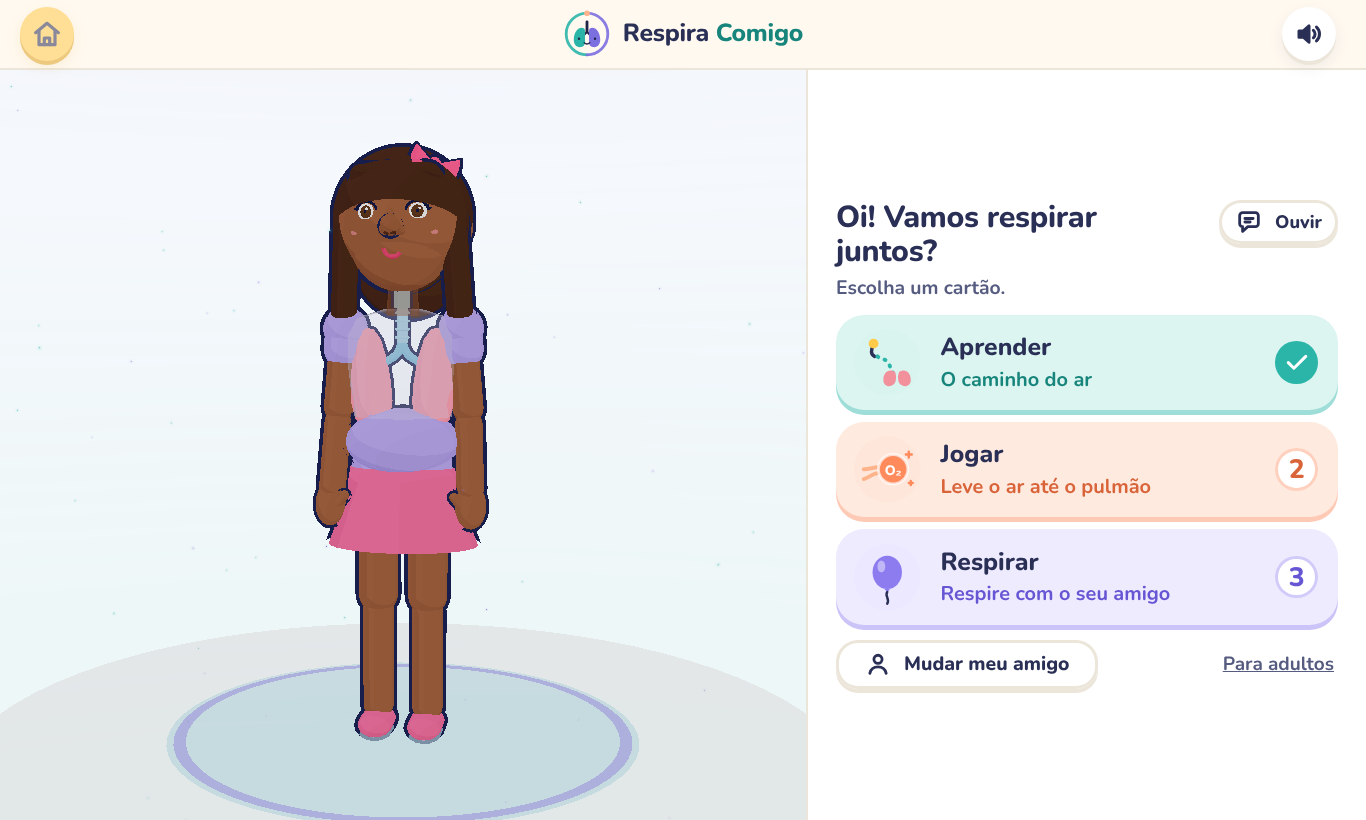 Respira Comigo
Oi! Vamos respirar
juntos?
Ouvir
Escolha um cartão.
Aprender
O caminho do ar
Jogar
Leve o ar até o pulmão
O₂
2
Respirar
Respire com o seu amigo
3
Mudar meu amigo
Para adultos